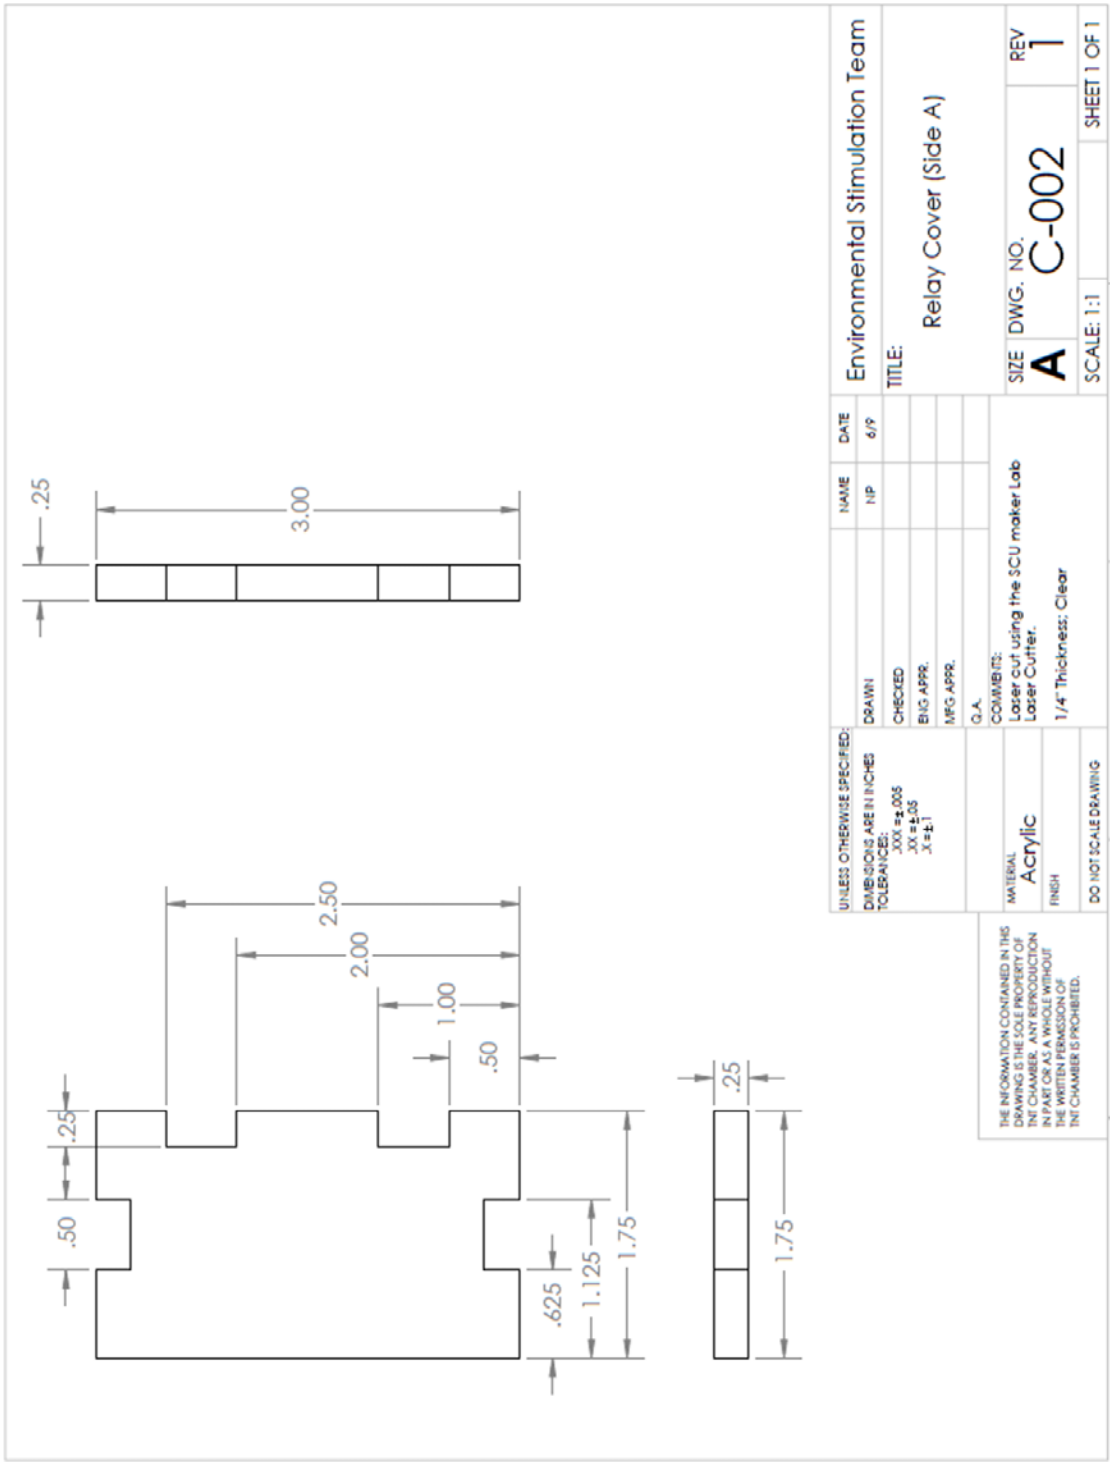 .50
.25
2.50
2.00
1.00
.50
.625
1.125
1.75
.25
1.75
.25
3.00
THE INFORMATION CONTAINED IN THIS
DRAWING IS THE SOLE PROPERTY OF
TNT CHAMBER. ANY REPRODUCTION
IN PART OR AS A WHOLE WITHOUT
THE WRITTEN PERMISSION OF
TNT CHAMBER IS PROHIBITED.
UNLESS OTHERWISE SPECIFIED:
DIMENSIONS ARE IN INCHES
TOLERANCES:
.XXX =±.005
.XX =±.05
.X =±.1
MATERIAL
Acrylic
FINISH
DO NOT SCALE DRAWING
NAME DATE
DRAWN NP 6/9
CHECKED
ENG APPR.
MFG APPR.
Q.A.
COMMENTS:
Laser cut using the SCU maker Lab
Laser Cutter.
1/4" Thickness: Clear
Environmental Stimulation Team
TITLE:
Relay Cover (Side A)
SIZE DWG. NO. REV
A C-002 1
SCALE: 1:1 SHEET 1 OF 1